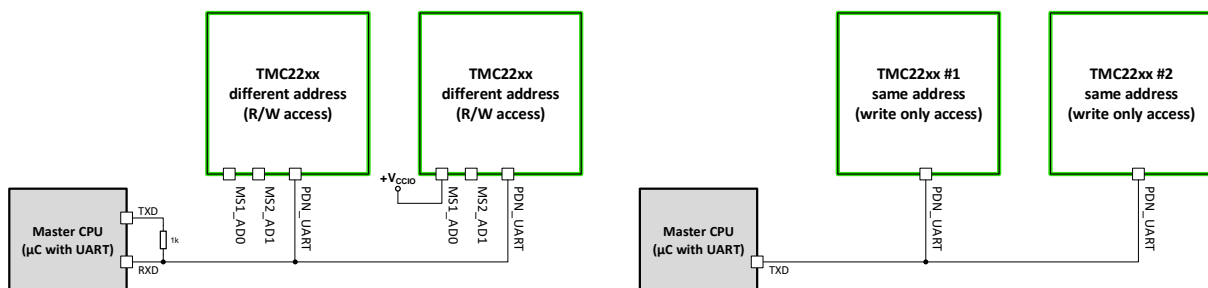 TMC22xx
different address
(R/W access)
TMC22xx
different address
(R/W access)
+VCCIO
MS1_AD0
MS2_AD1
PDN_UART
MS1_AD0
MS2_AD1
PDN_UART
Master CPU
(µC with UART)
TXD
1k
RXD
TMC22xx #1
same address
(write only access)
TMC22xx #2
same address
(write only access)
PDN_UART
PDN_UART
Master CPU
(µC with UART)
TXD